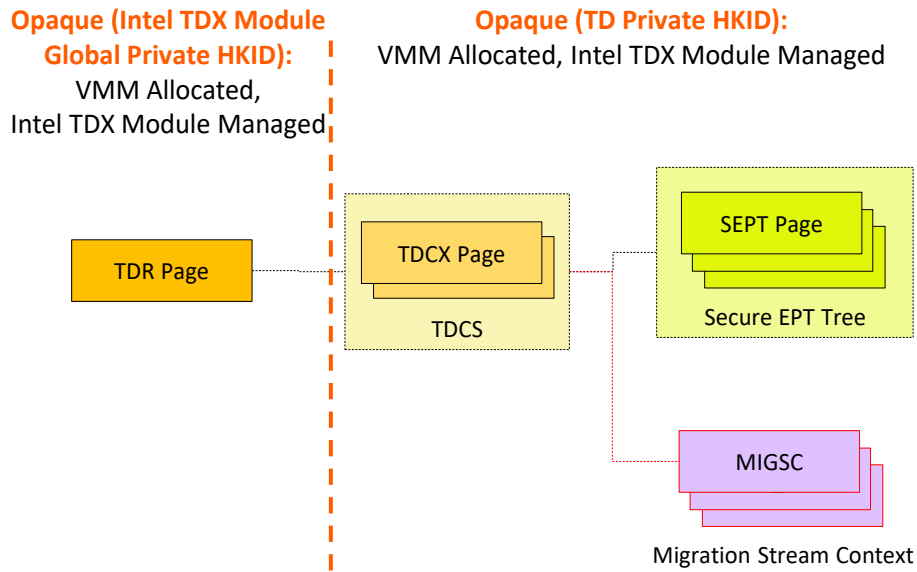 Opaque (Intel TDX Module
Global Private HKID):
VMM Allocated,
Intel TDX Module Managed
Opaque (TD Private HKID):
VMM Allocated, Intel TDX Module Managed
TDR Page
TDCX Page
TDCS
SEPT Page
Secure EPT Tree
MIGSC
Migration Stream Context